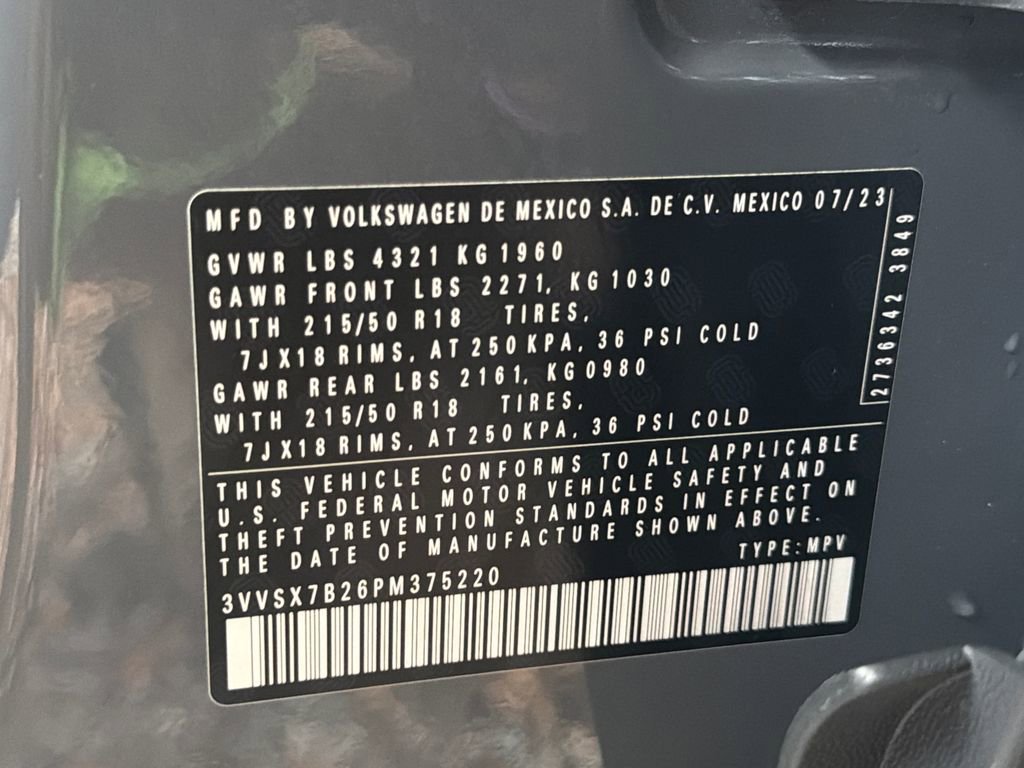 MFD BY VOLKSWAGEN DE MEXICO S.A. DE C.V. MEXICO 07/23
GVWR LBS 4321 KG 1960
GAWR FRONT LBS 2271, KG 1030
WITH 215/50 R18 TIRES,
7JX18 RIMS, AT 250 KPA, 36 PSI COLD
GAWR REAR LBS 2161, KG 0980
WITH 215/50 R18 TIRES,
7JX18 RIMS, AT 250 KPA, 36 PSI COLD
2736342 3849
THIS VEHICLE CONFORMS TO ALL APPLICABLE
U.S. FEDERAL MOTOR VEHICLE SAFETY AND
THEFT PREVENTION STANDARDS IN EFFECT ON
THE DATE OF MANUFACTURE SHOWN ABOVE.
TYPE: MPV
3VVSX7B26PM375220